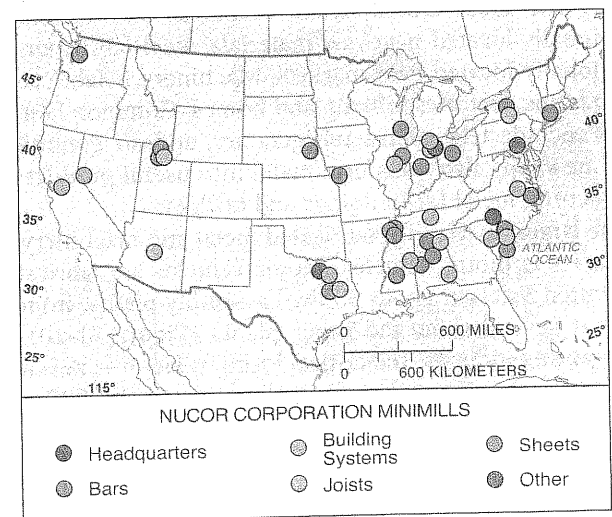 45°
40°
35°
30°
25°
115°
40°
35°
30°
25°
ATLANTIC
OCEAN
0 600 MILES
0 600 KILOMETERS
NUCOR CORPORATION MINIMILLS
Headquarters
Bars
Building
Systems
Joists
Sheets
Other